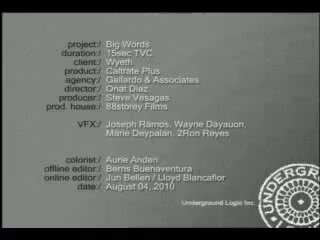 project:/ Big Words
duration:/ 15sec TVC
client:/ Wyeth
product:/ Caltrate Plus
agency:/ Gallardo & Associates
director:/ Onat Diaz
producer:/ Steve Vesagas
prod. house:/ 88storey Films
VFX:/ Joseph Ramos, Wayne Dayauon,
Marie Deypalan, 2Ron Reyes
colorist:/ Aurie Anden
offline editor:/ Berns Buenaventura
online editor:/ Jun Bellen / Lloyd Blancaflor
date:/ August 04, 2010
Underground Logic Inc.
UNDERGR